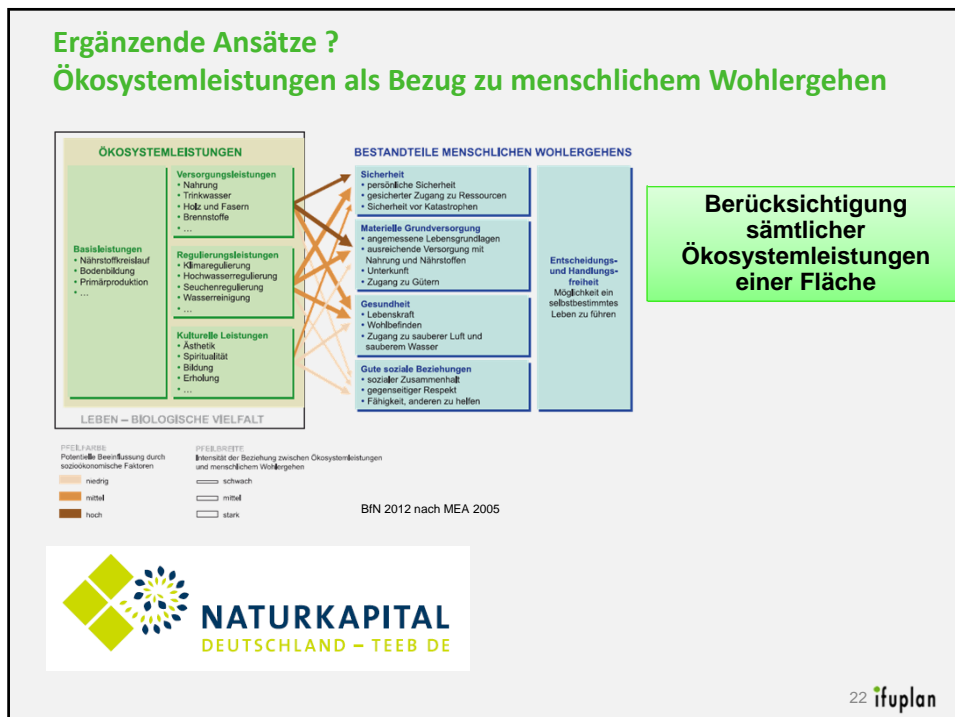 Ergänzende Ansätze ?
Ökosystemleistungen als Bezug zu menschlichem Wohlergehen
ÖKOSYSTEMLEISTUNGEN
Basisleistungen
• Nährstoffkreislauf
• Bodenbildung
• Primärproduktion
• ...
Versorgungsleistungen
• Nahrung
• Trinkwasser
• Holz und Fasern
• Brennstoffe
• ...
Regulierungsleistungen
• Klimaregulierung
• Hochwasserregulierung
• Seuchenregulierung
• Wasserreinigung
• ...
Kulturelle Leistungen
• Ästhetik
• Spiritualität
• Bildung
• Erholung
• ...
LEBEN – BIOLOGISCHE VIELFALT
BESTANDTEILE MENSCHLICHEN WOHLERGEHENS
Sicherheit
• persönliche Sicherheit
• gesicherter Zugang zu Ressourcen
• Sicherheit vor Katastrophen
Materielle Grundversorgung
• angemessene Lebensgrundlagen
• ausreichende Versorgung mit
Nahrung und Nährstoffen
• Unterkunft
• Zugang zu Gütern
Gesundheit
• Lebenskraft
• Wohlbefinden
• Zugang zu sauberer Luft und
sauberem Wasser
Gute soziale Beziehungen
• sozialer Zusammenhalt
• gegenseitiger Respekt
• Fähigkeit, anderen zu helfen
Entscheidungs-
und Handlungs-
freiheit
Möglichkeit ein
selbstbestimmtes
Leben zu führen
Berücksichtigung
sämtlicher
Ökosystemleistungen
einer Fläche
PFEILFARBE
Potentielle Beeinflussung durch
sozioökonomische Faktoren
niedrig
mittel
hoch
PFEILBREITE
Intensität der Beziehung zwischen Ökosystemleistungen
und menschlichem Wohlergehen
schwach
mittel
stark
BfN 2012 nach MEA 2005
NATURKAPITAL
DEUTSCHLAND – TEEB DE
22 ifuplan